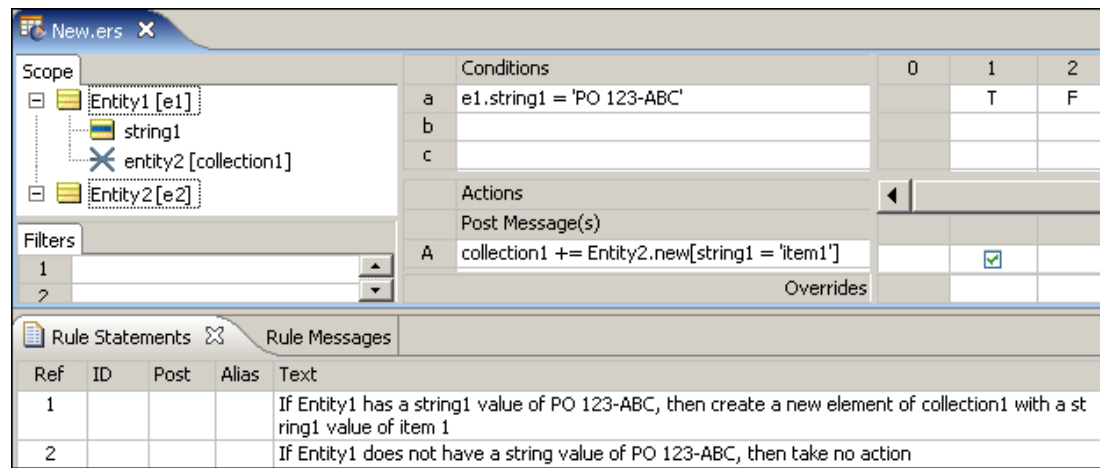 New.ers
Scope
Entity1 [e1]
string1
entity2 [collection1]
Entity2 [e2]
Filters
1
2
Conditions 0 1 2
a e1.string1 = 'PO 123-ABC' T F
b
c
Actions
Post Message(s)
A collection1 += Entity2.new[string1 = 'item1']
Overrides
Rule Statements Rule Messages
Ref ID Post Alias Text
1 If Entity1 has a string1 value of PO 123-ABC, then create a new element of collection1 with a st
ring1 value of item 1
2 If Entity1 does not have a string value of PO 123-ABC, then take no action